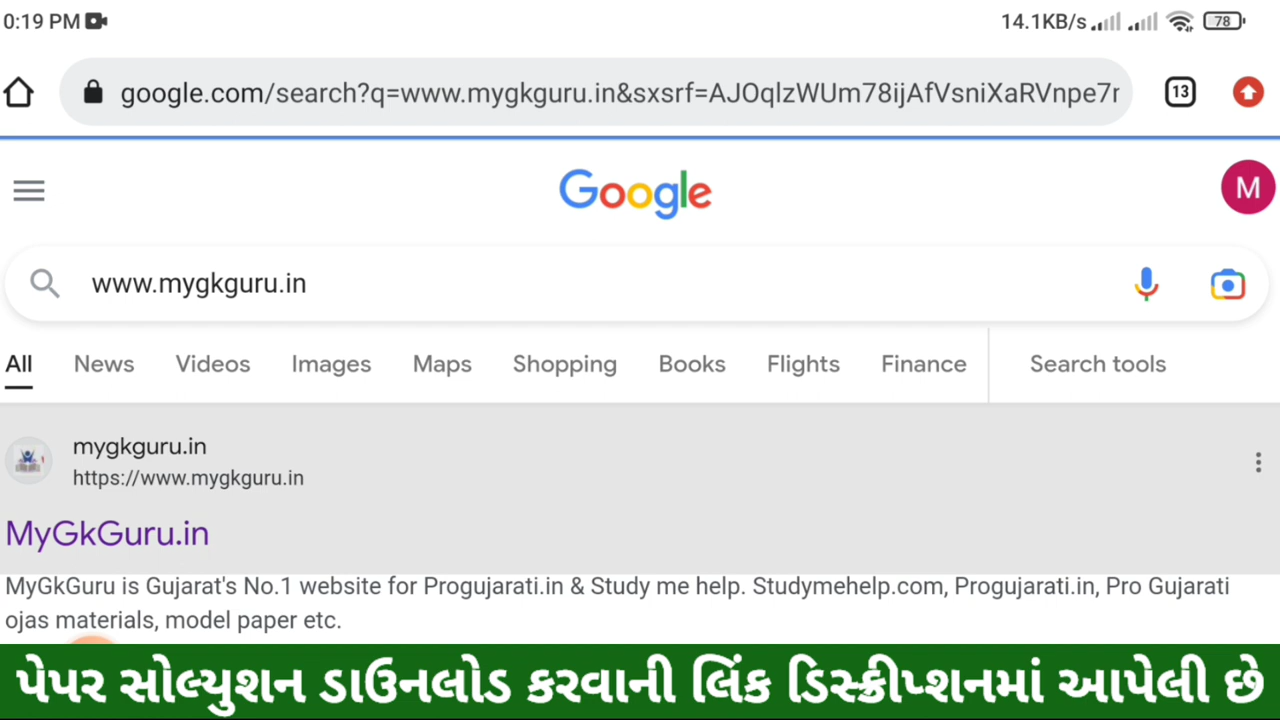 0:19 PM 14.1KB/s 78
google.com/search?q=www.mygkguru.in&sxsrf=AJOqlzWUm78ijAfVsniXaRVnpe7r 13
Google M
www.mygkguru.in
All News Videos Images Maps Shopping Books Flights Finance Search tools
mygkguru.in
https://www.mygkguru.in
MyGkGuru.in
MyGkGuru is Gujarat's No.1 website for Progujarati.in & Study me help. Studymehelp.com, Progujarati.in, Pro Gujarati
ojas materials, model paper etc.
પેપર સોલ્યુશન ડાઉનલોડ કરવાની લિંક ડિસ્ક્રીપ્શનમાં આપેલી છે